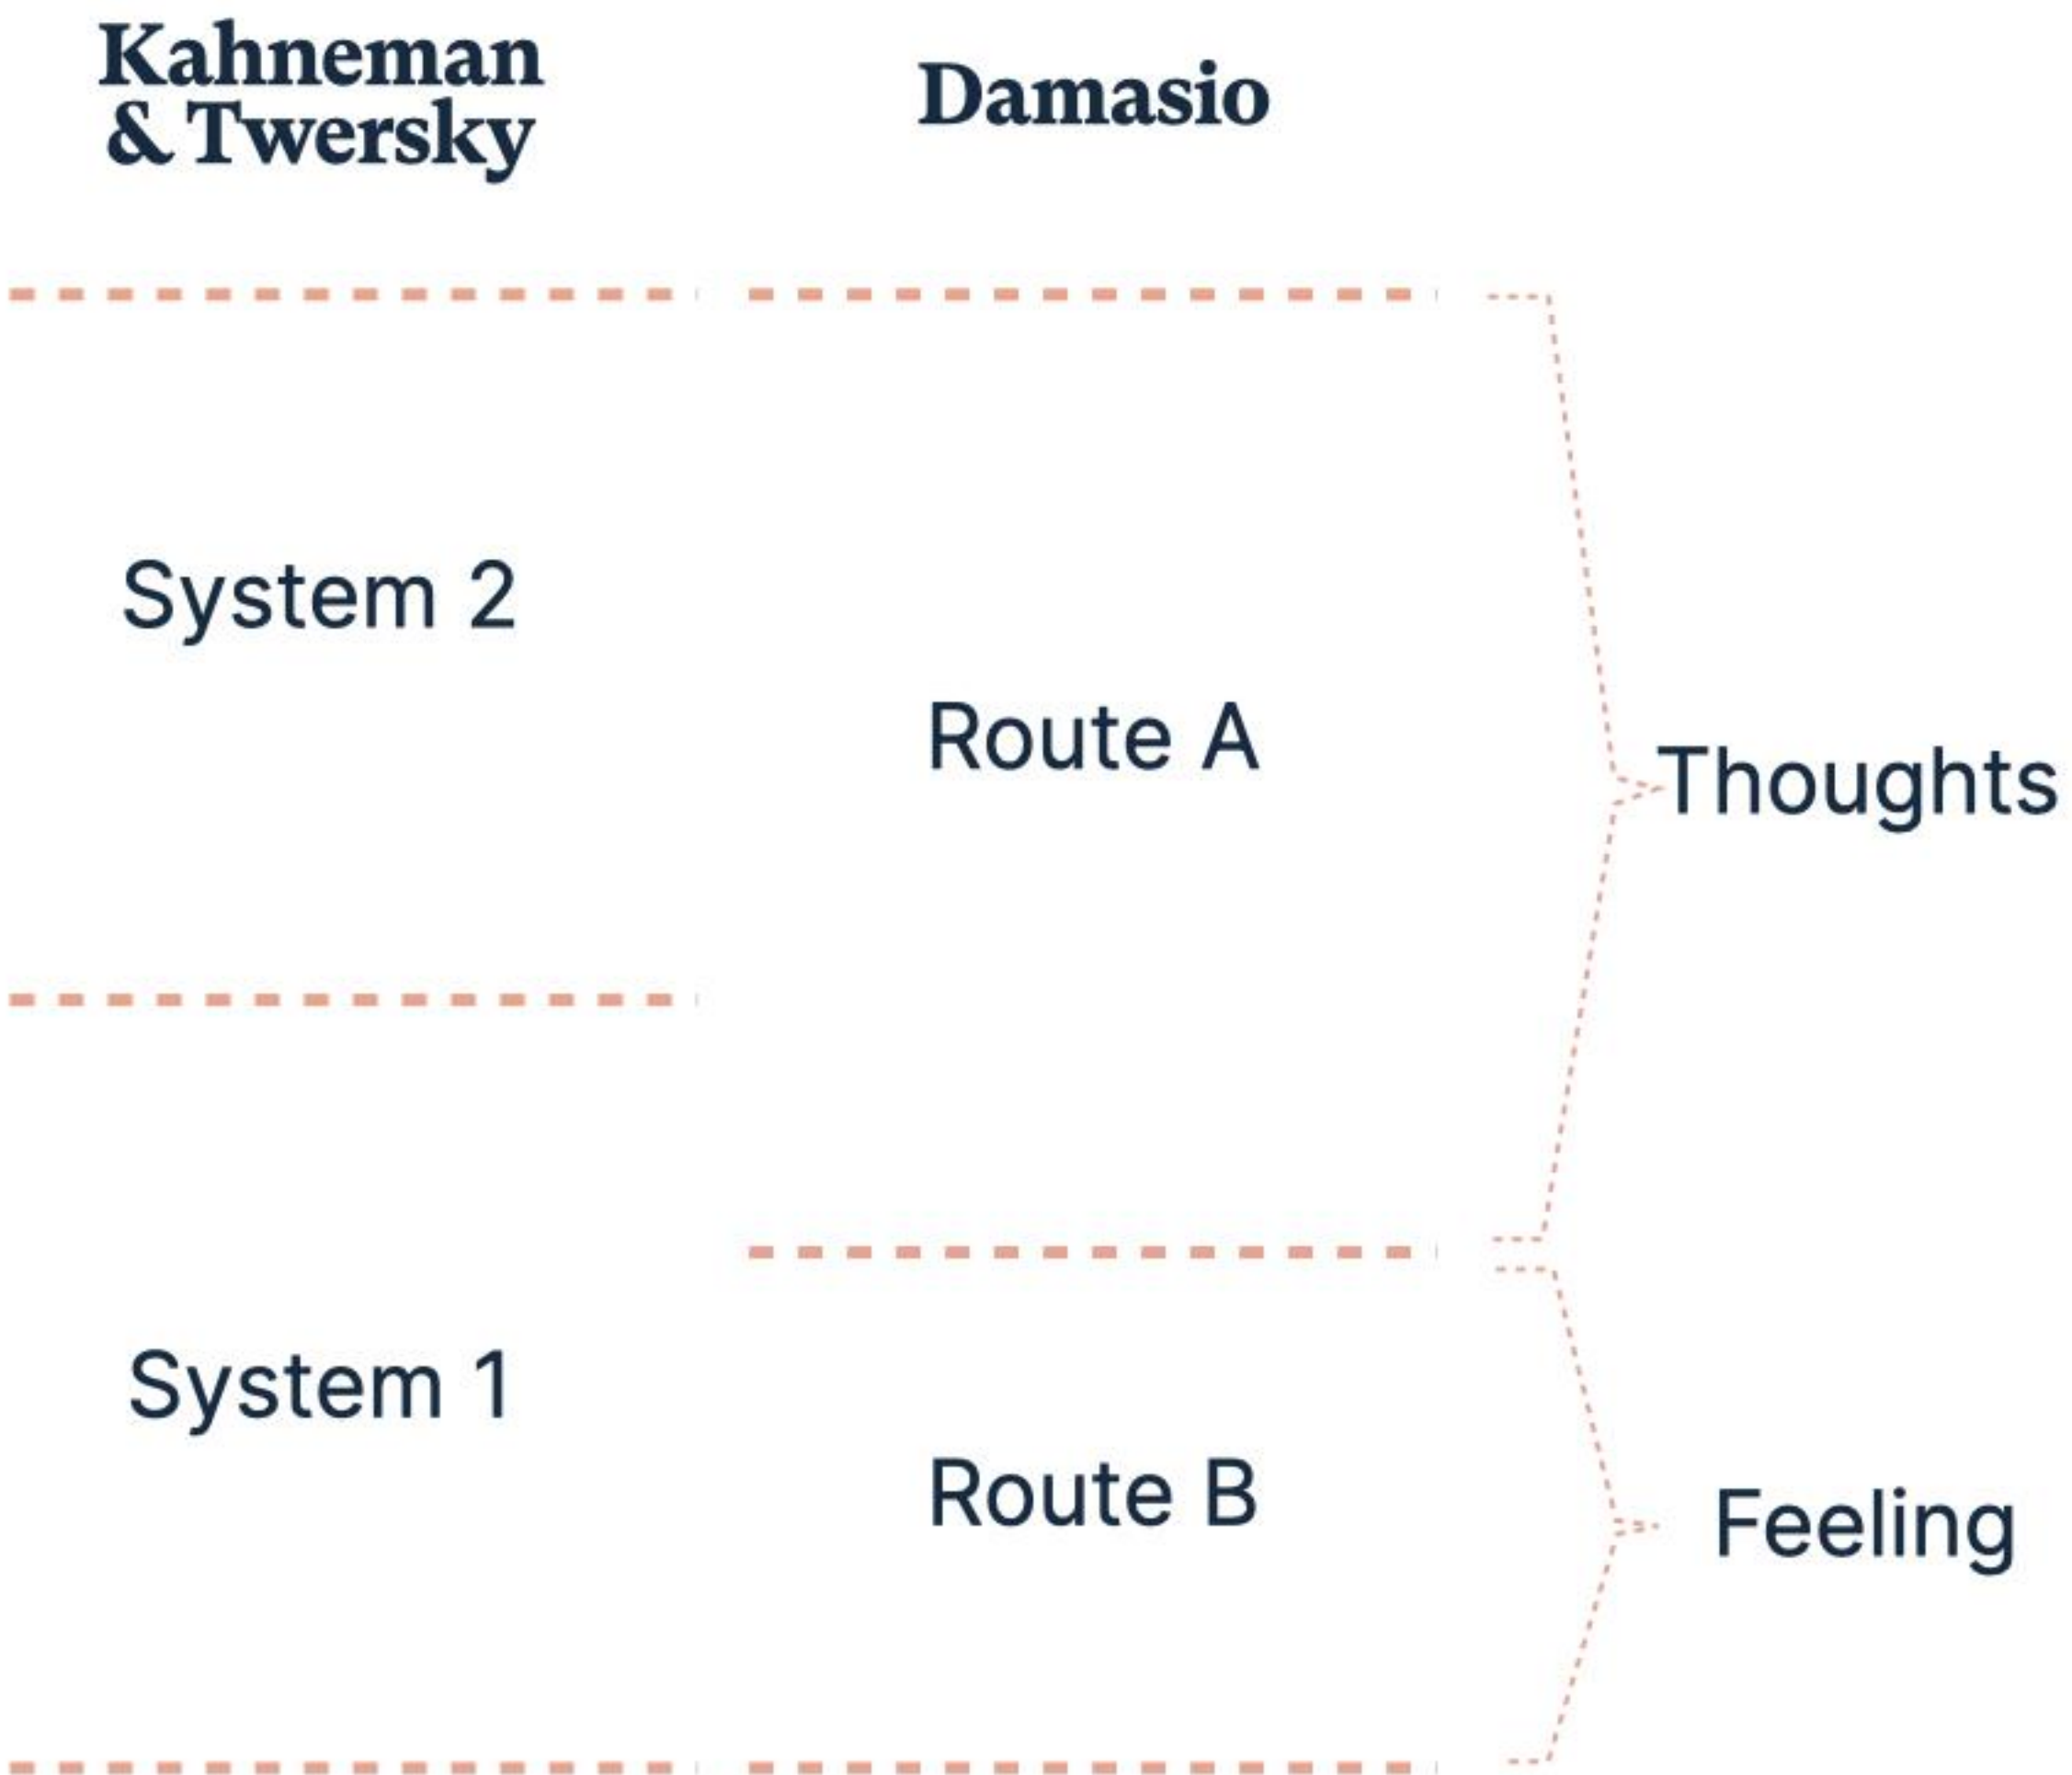 Kahneman
& Twersky
Damasio
System 2
Route A
Thoughts
System 1
Route B
Feeling